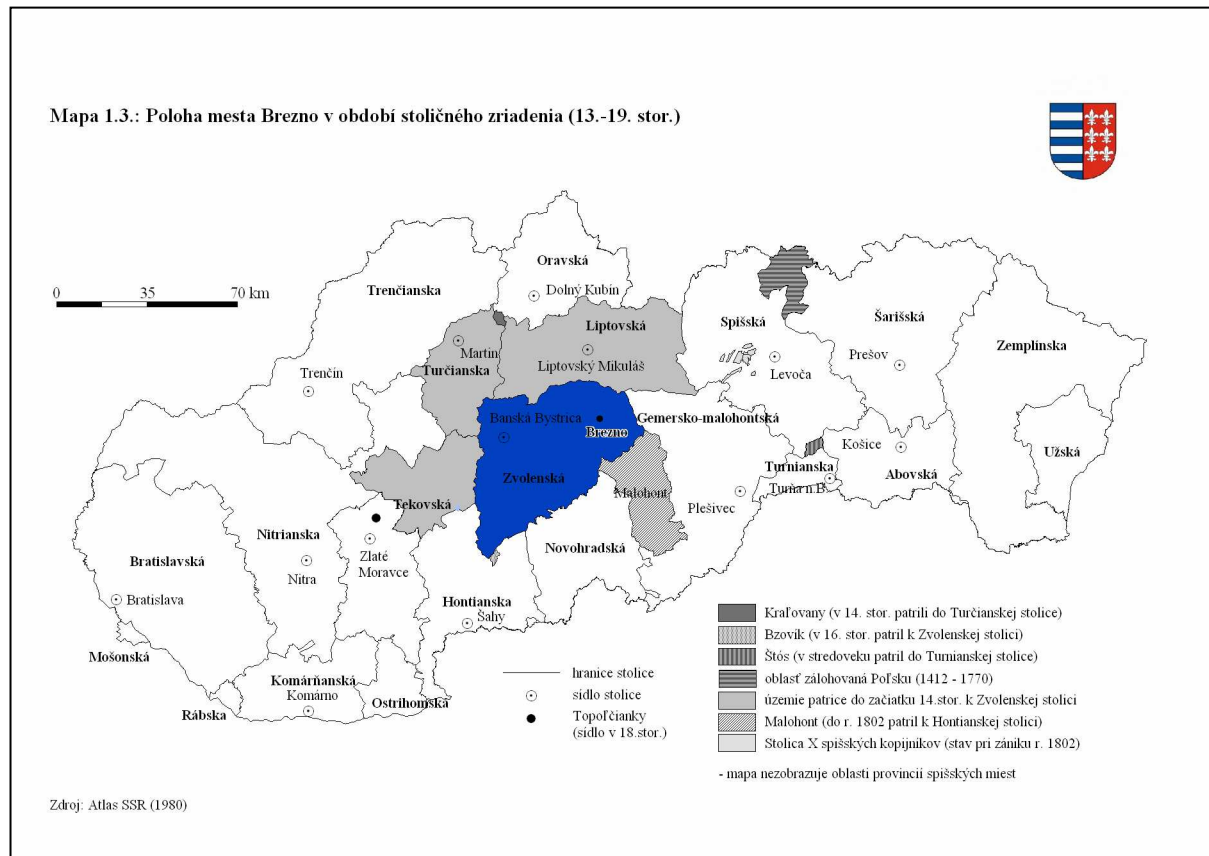 Mapa 1.3.: Poloha mesta Brezno v období stoličného zriadenia (13.-19. stor.)
0 35 70 km
Oravská
Dolný Kubín
Trenčianska
Liptovská
Spišská
Šarišská
Zemplínska
Martin
Turčianska
Liptovský Mikuláš
Levoča
Prešov
Trenčín
Banská Bystrica
Brezno
Gemersko-malohontská
Košice
Užská
Turnianska
Turňa n.B.
Abovská
Zvolenská
Malohont
Plešivec
Tekovská
Nitrianska
Novohradská
Zlaté
Moravce
Bratislavská
Nitra
Bratislava
Hontianska
Šahy
Mošonská
Komárňanská
Komárno
Ostrihomská
Rábska
hranice stolice
sídlo stolice
Topoľčianky
(sídlo v 18.stor.)
Kraľovany (v 14. stor. patrili do Turčianskej stolice)
Bzovik (v 16. stor. patril k Zvolenskej stolici)
Štós (v stredoveku patril do Turnianskej stolice)
oblasť zálohovaná Poľsku (1412 - 1770)
územie patrice do začiatku 14.stor. k Zvolenskej stolici
Malohont (do r. 1802 patril k Hontianskej stolici)
Stolica X spišských kopijníkov (stav pri zániku r. 1802)
- mapa nezobrazuje oblasti provincii spišských miest
Zdroj: Atlas SSR (1980)